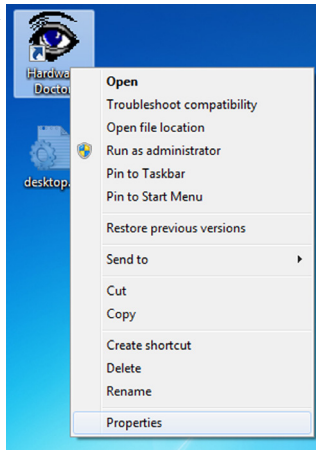 Hardwa
Docto
desktop.
Open
Troubleshoot compatibility
Open file location
Run as administrator
Pin to Taskbar
Pin to Start Menu
Restore previous versions
Send to
Cut
Copy
Create shortcut
Delete
Rename
Properties